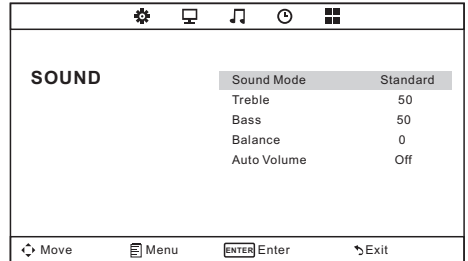 SOUND
Sound Mode Standard
Treble 50
Bass 50
Balance 0
Auto Volume Off
Move Menu ENTER Enter Exit